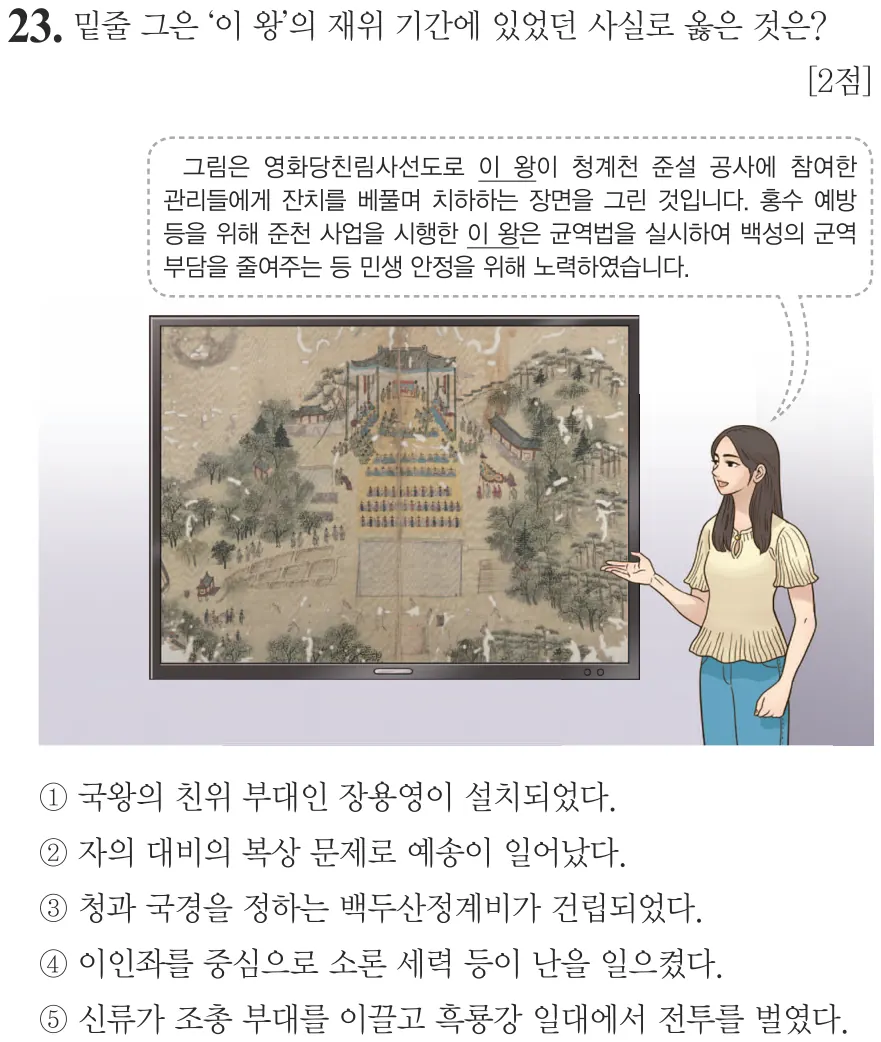 23. 밑줄 그은 ‘이 왕’의 재위 기간에 있었던 사실로 옳은 것은?
[2점]
그림은 영화당친림사선도로 이 왕이 청계천 준설 공사에 참여한
관리들에게 잔치를 베풀며 치하하는 장면을 그린 것입니다. 홍수 예방
등을 위해 준천 사업을 시행한 이 왕은 균역법을 실시하여 백성의 군역
부담을 줄여주는 등 민생 안정을 위해 노력하였습니다.
① 국왕의 친위 부대인 장용영이 설치되었다.
② 자의 대비의 복상 문제로 예송이 일어났다.
③ 청과 국경을 정하는 백두산정계비가 건립되었다.
④ 이인좌를 중심으로 소론 세력 등이 난을 일으켰다.
⑤ 신류가 조총 부대를 이끌고 흑룡강 일대에서 전투를 벌였다.